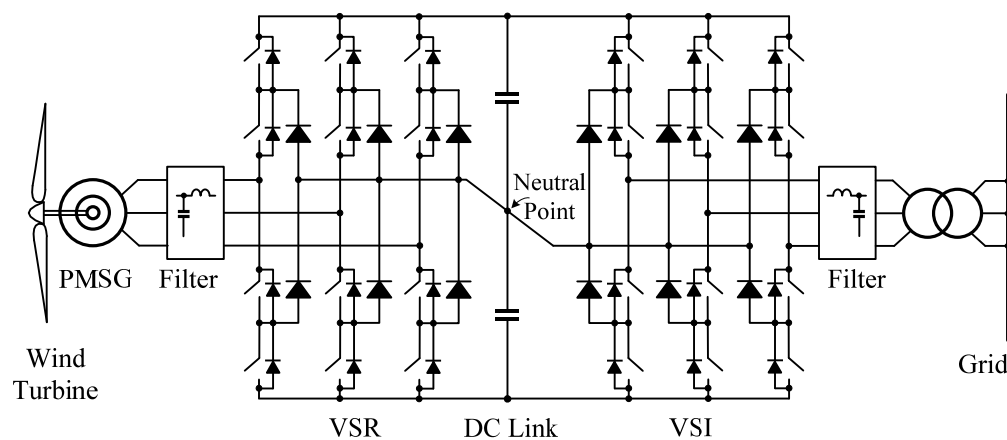 Neutral
Point
PMSG
Filter
Filter
Wind
Turbine
Grid
VSR
DC Link
VSI